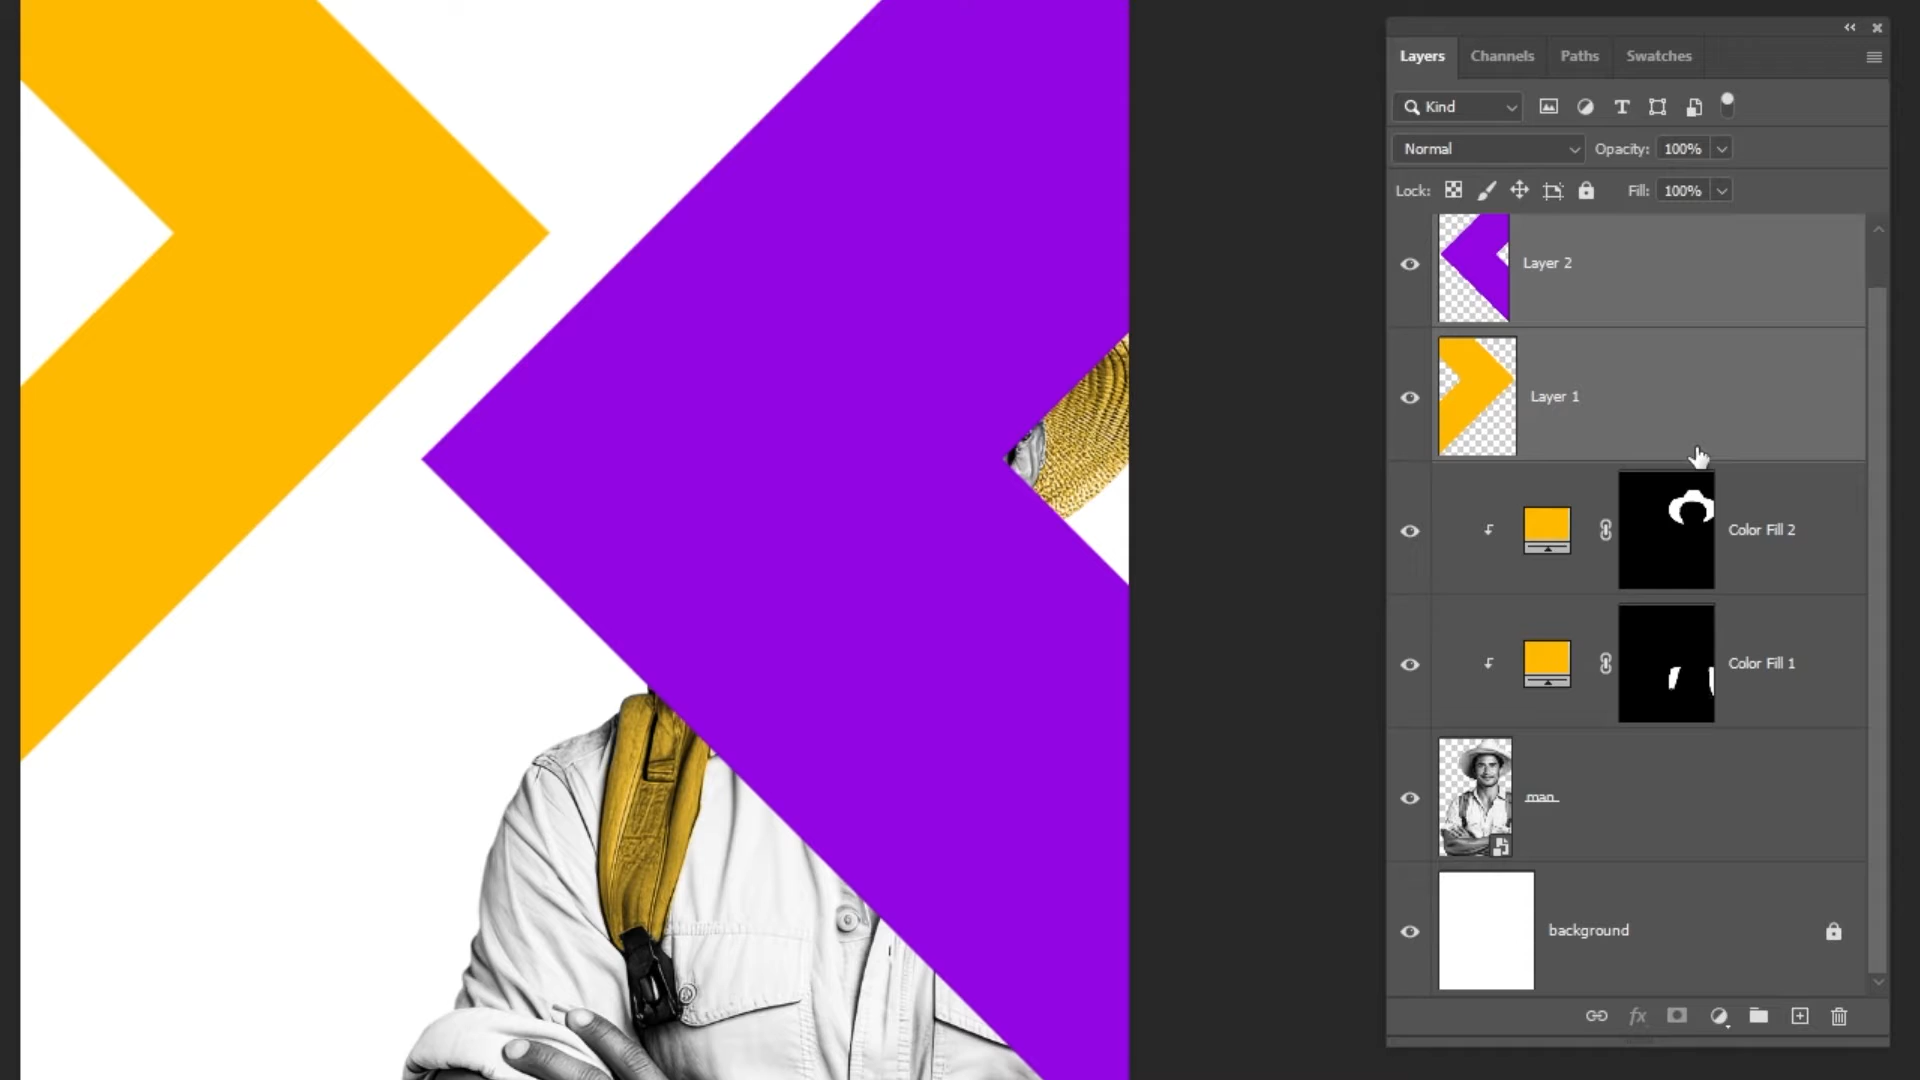 Layers Channels Paths Swatches
Kind
Normal Opacity: 100%
Lock: Fill: 100%
Layer 2
Layer 1
Color Fill 2
Color Fill 1
man
background
fx